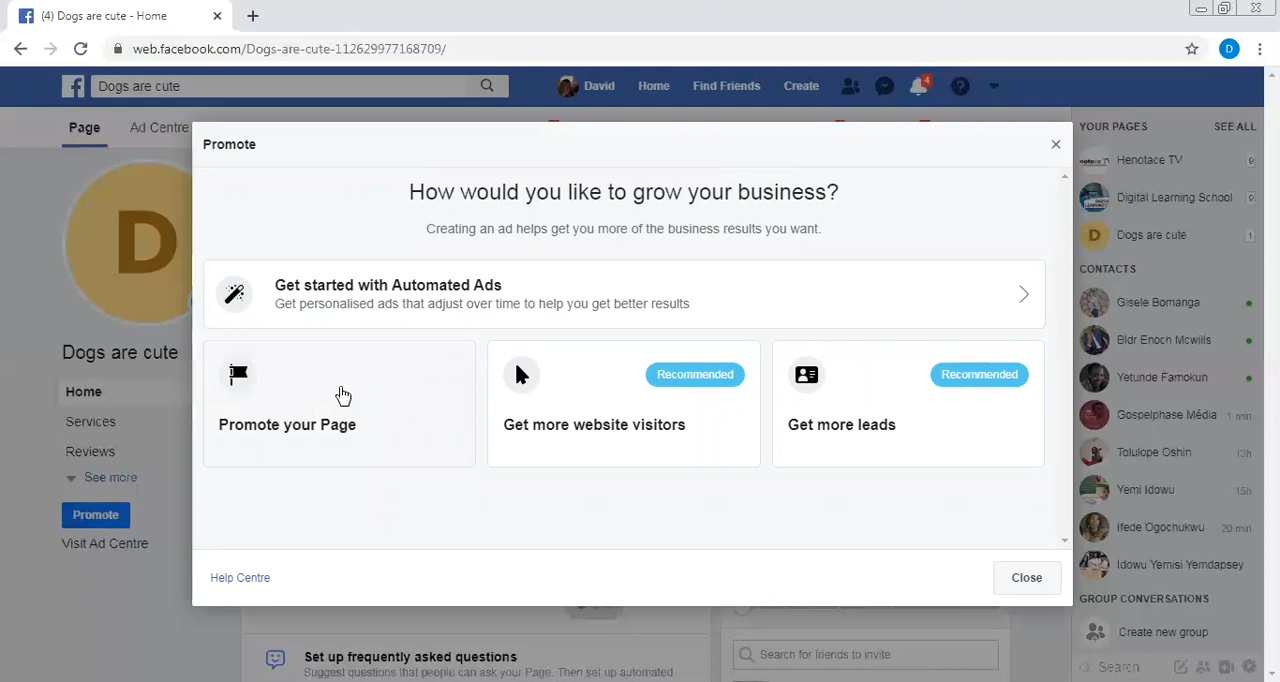 (4) Dogs are cute - Home
web.facebook.com/Dogs-are-cute-112629977168709/
D
Dogs are cute
David
Home
Find Friends
Create
4
Page
Ad Centre
D
Dogs are cute
Home
Services
Reviews
See more
Promote
Visit Ad Centre
Promote
How would you like to grow your business?
Creating an ad helps get you more of the business results you want.
Get started with Automated Ads
Get personalised ads that adjust over time to help you get better results
Promote your Page
Recommended
Get more website visitors
Recommended
Get more leads
Help Centre
Close
Set up frequently asked questions
Suggest questions that people can ask your Page. Then set up automated
Search for friends to invite
YOUR PAGES
SEE ALL
Henotace TV
9
Digital Learning School
D
Dogs are cute
1
CONTACTS
Gisele Bomanga
Bldr Enoch Mcwills
Yetunde Famokun
Gospelphase Média
1 min
Tolulope Oshin
13h
Yemi Idowu
15h
Ifede Ogochukwu
20 min
Idowu Yemisi Yemdapsey
GROUP CONVERSATIONS
Create new group
Search